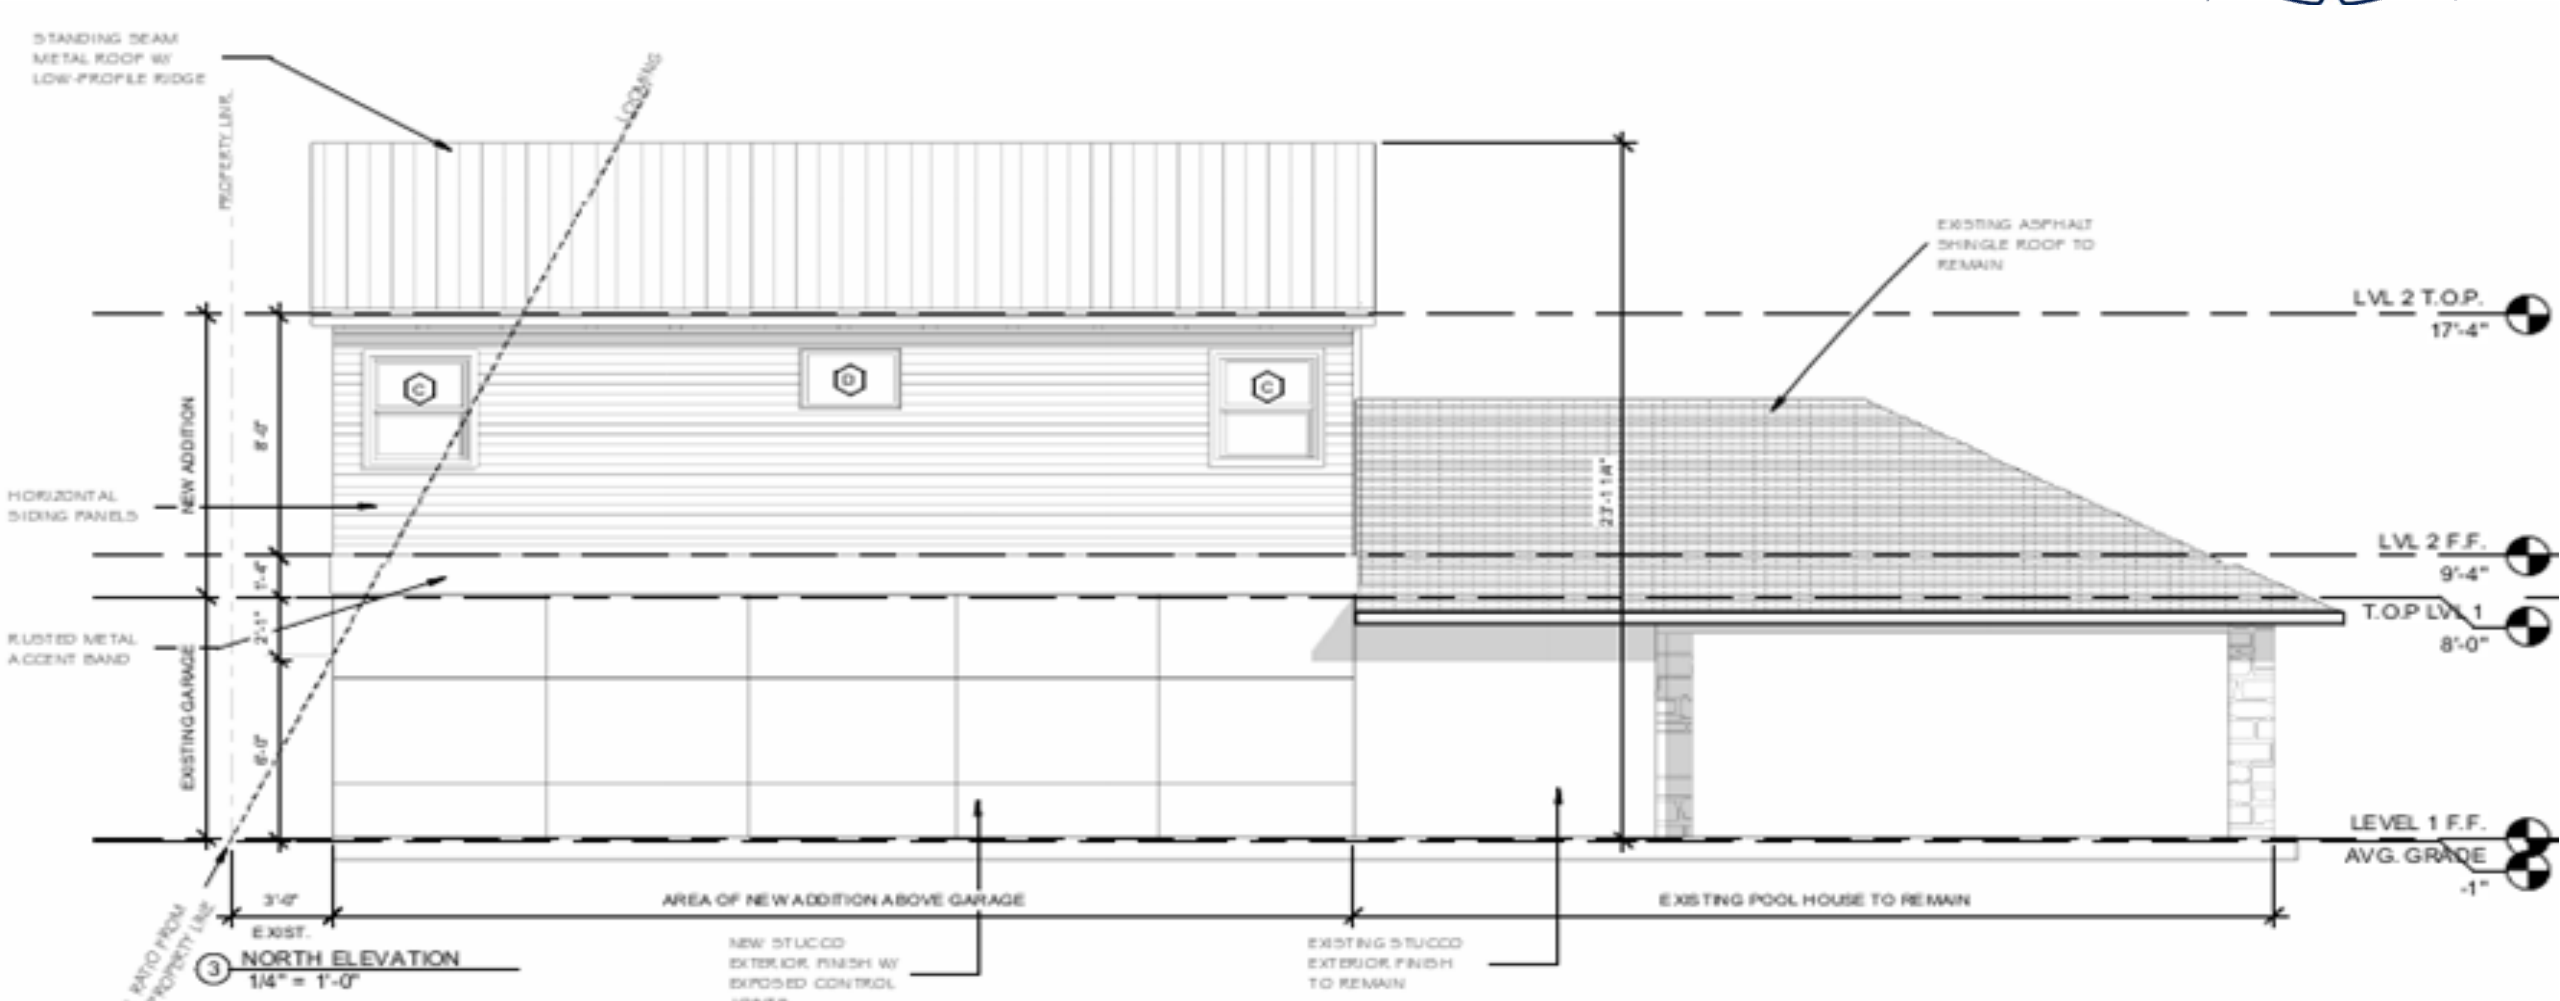 STANDING SEAM
METAL ROOF W/
LOW-PROFILE RIDGE
PROPERTY LINE
LOOMING
EXISTING ASPHALT
SHINGLE ROOF TO
REMAIN
LVL 2 T.O.P.
17'-4"
C
D
C
NEW ADDITION
8'-0"
23'-1 1/4"
HORIZONTAL
SIDING PANELS
LVL 2 F.F.
9'-4"
1'-4"
T.O.P LVL 1
8'-0"
2'-1"
RUSTED METAL
ACCENT BAND
EXISTING GARAGE
6'-0"
LEVEL 1 F.F.
AVG. GRADE
-1"
3'-0"
EXIST.
AREA OF NEW ADDITION ABOVE GARAGE
EXISTING POOL HOUSE TO REMAIN
RATIO FROM
PROPERTY LINE
3
NORTH ELEVATION
1/4" = 1'-0"
NEW STUCCO
EXTERIOR FINISH W/
EXPOSED CONTROL
EXISTING STUCCO
EXTERIOR FINISH
TO REMAIN